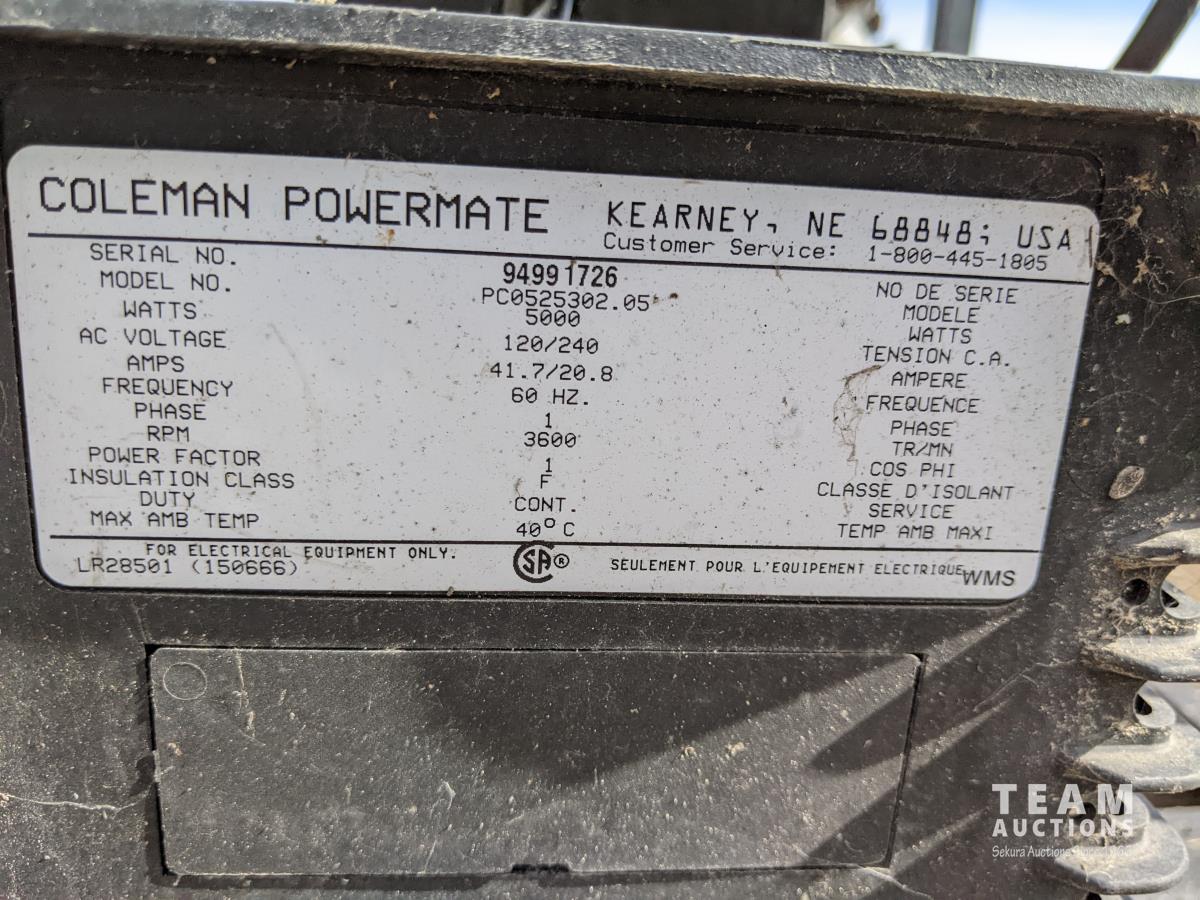 COLEMAN POWERMATE KEARNEY, NE 68848; USA
Customer Service: 1-800-445-1805
SERIAL NO. 94991726 NO DE SERIE
MODEL NO. PC0525302.05 MODELE
WATTS 5000 WATTS
AC VOLTAGE 120/240 TENSION C.A.
AMPS 41.7/20.8 AMPERE
FREQUENCY 60 HZ. FREQUENCE
PHASE 1 PHASE
RPM 3600 TR/MN
POWER FACTOR 1 COS PHI
INSULATION CLASS F CLASSE D'ISOLANT
DUTY CONT. SERVICE
MAX AMB TEMP 40°C TEMP AMB MAXI
FOR ELECTRICAL EQUIPMENT ONLY. SEULEMENT POUR L'EQUIPEMENT ELECTRIQUE.
LR28501 (150666) SA® WMS
TEAM
AUCTIONS
Sekura Auctions